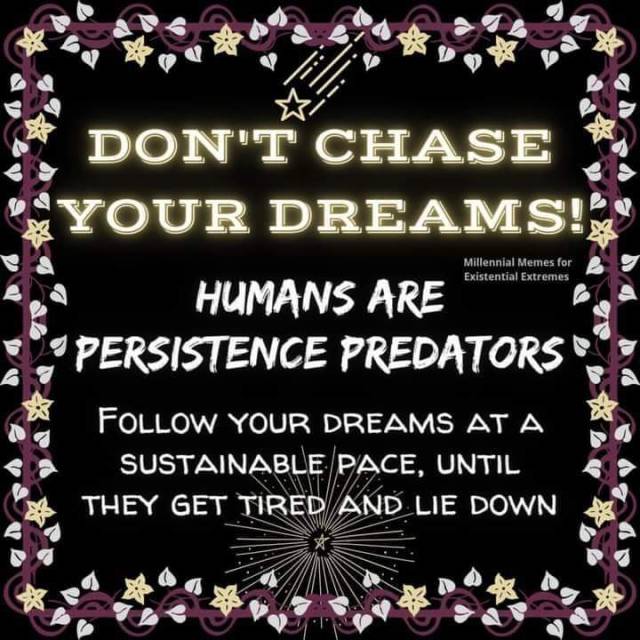 DON'T CHASE
YOUR DREAMS!
Millennial Memes for
Existential Extremes
HUMANS ARE
PERSISTENCE PREDATORS
FOLLOW YOUR DREAMS AT A
SUSTAINABLE PACE, UNTIL
THEY GET TIRED AND LIE DOWN